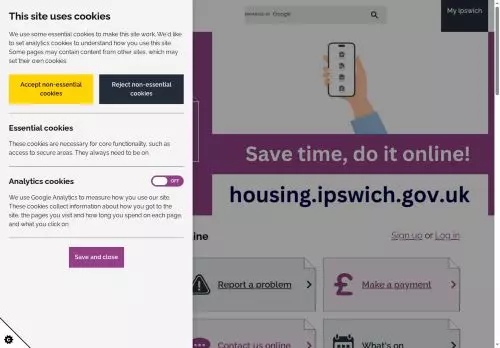 This site uses cookies
We use some essential cookies to make this site work. We'd like
to set analytics cookies to understand how you use this site.
Some pages may contain content from other sites, which may
set their own cookies.
Accept non-essential
cookies
Reject non-essential
cookies
Essential cookies
These cookies are necessary for core functionality, such as
access to secure areas. They always need to be on.
Analytics cookies
OFF
We use Google Analytics to measure how you use our site.
These cookies collect information about how you got to the
site, the pages you visit and how long you spend on each page,
and what you click on.
Save and close
Google
My Ipswich
Save time, do it online!
housing.ipswich.gov.uk
line
Sign up or Log in
Report a problem
Make a payment
Contact us online
What's on